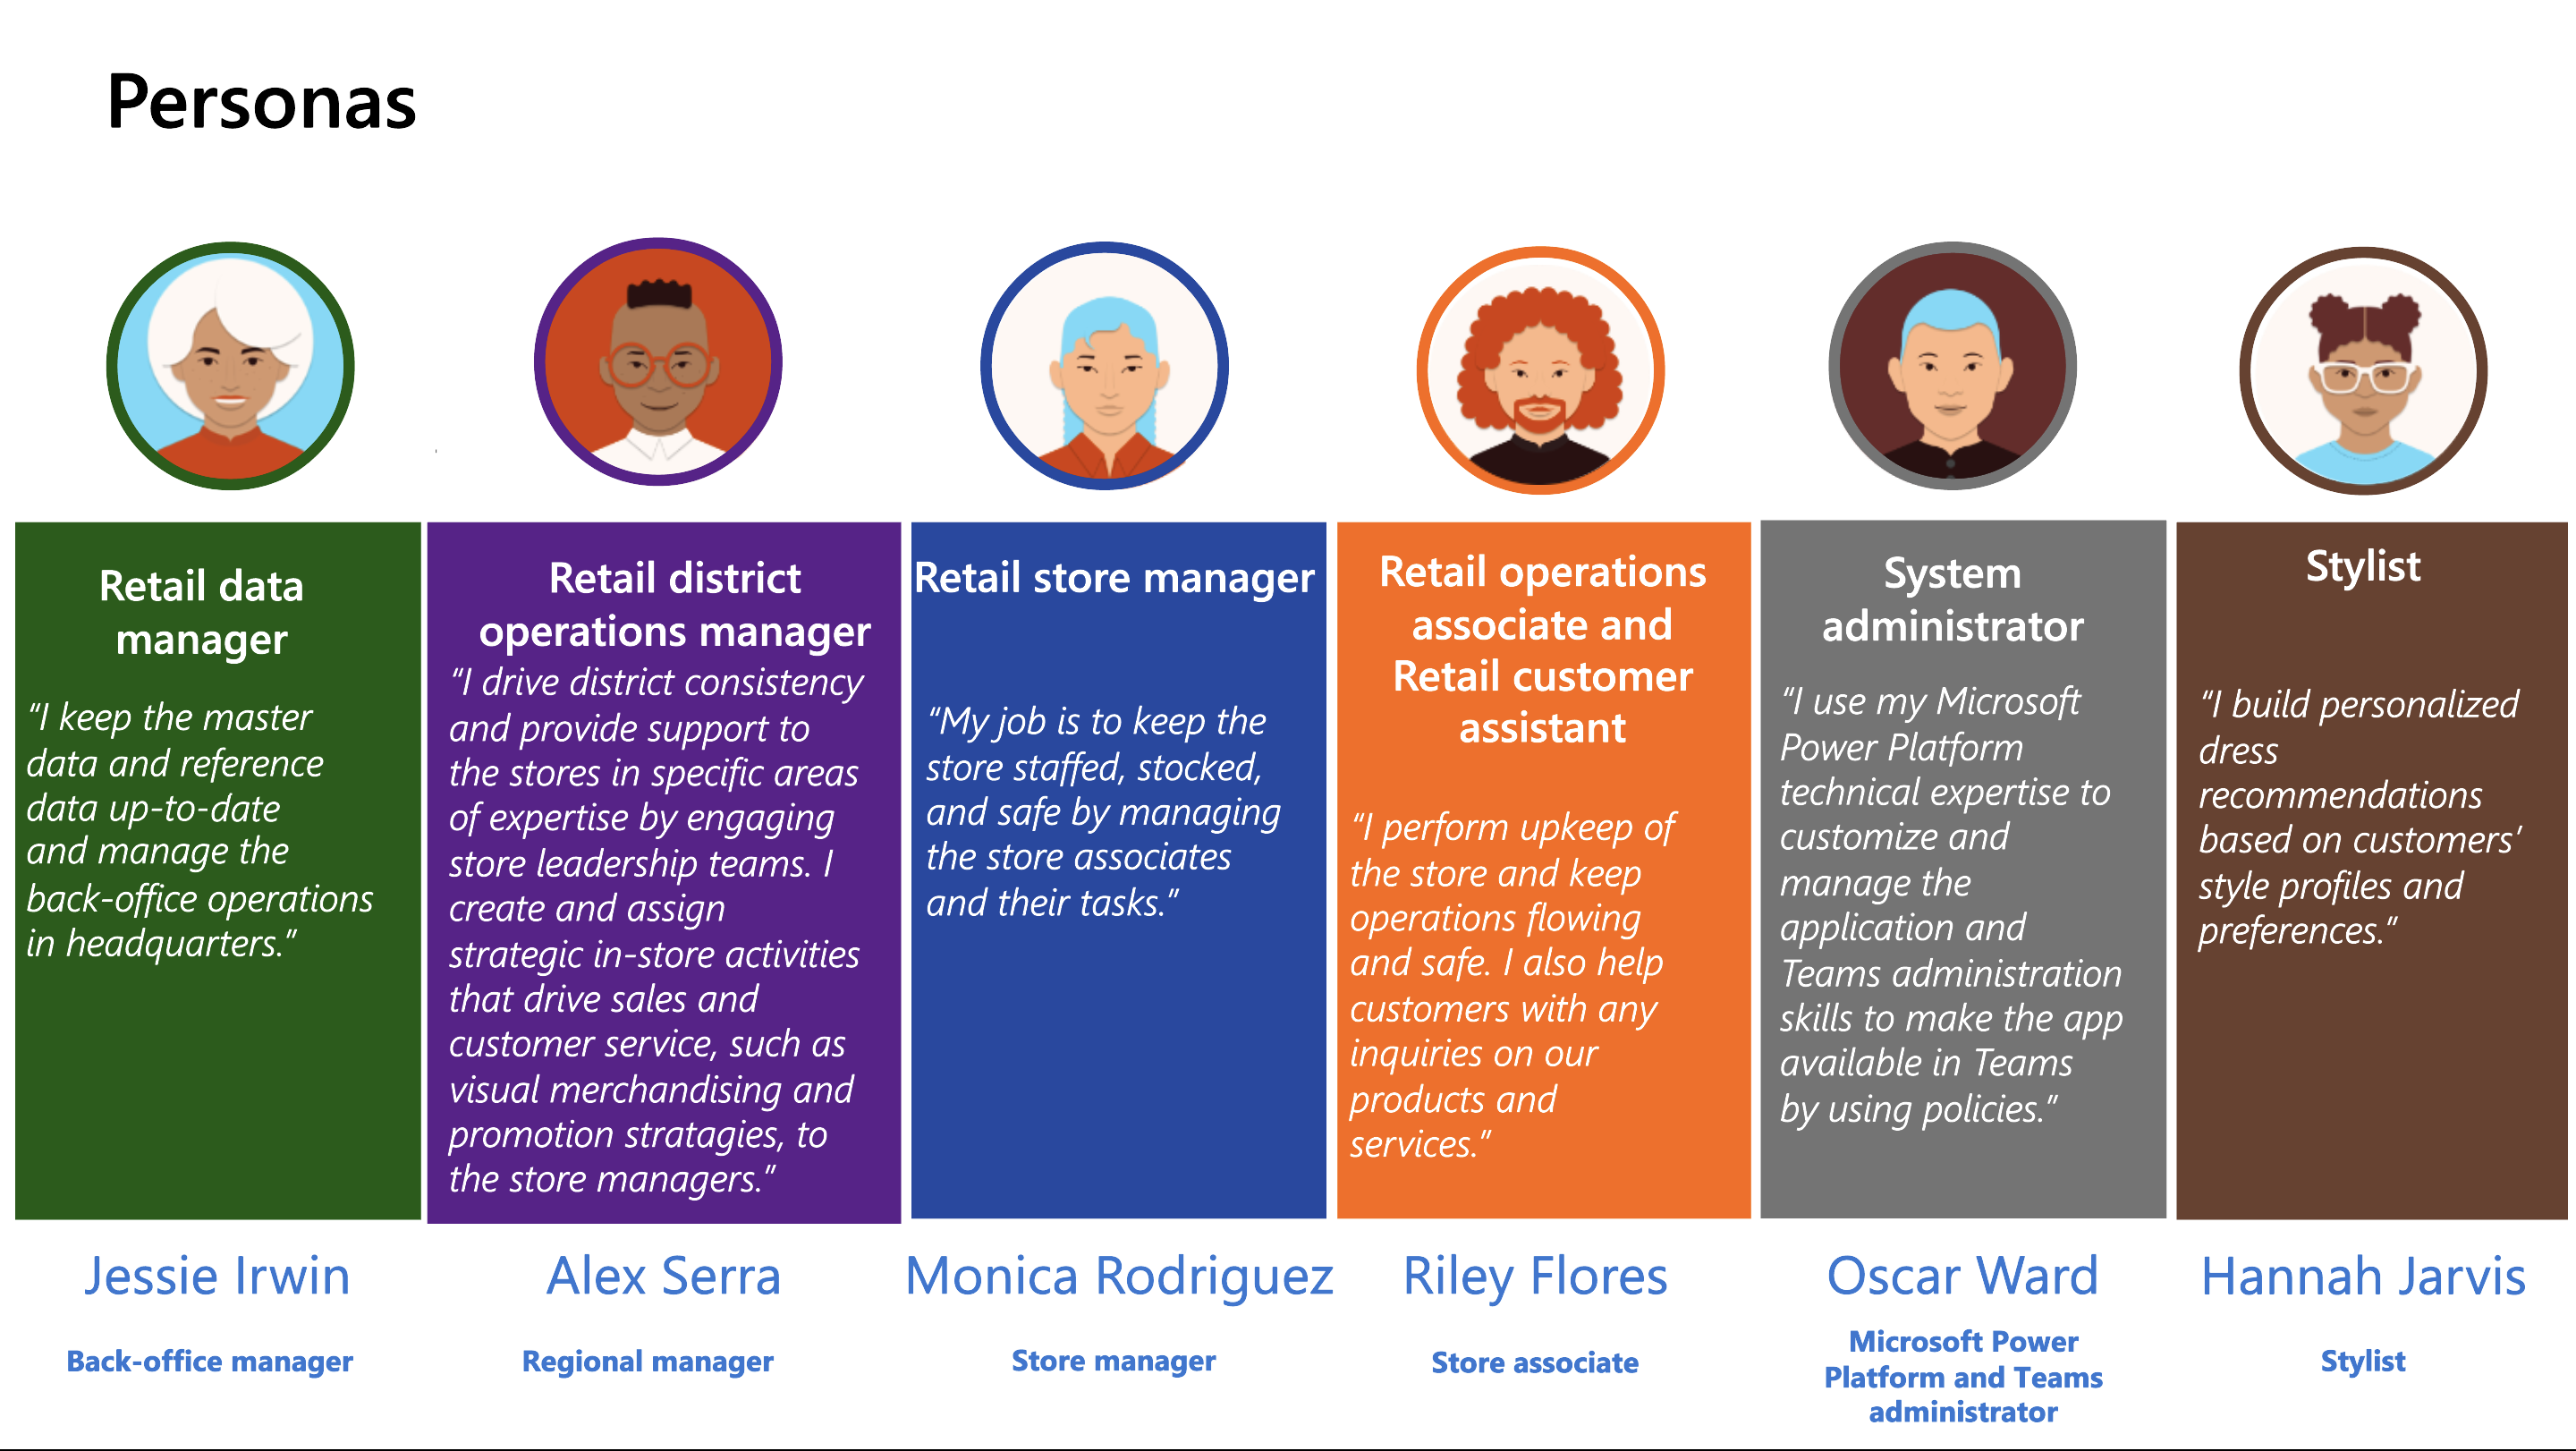 Personas
Retail data
manager
“I keep the master
data and reference
data up-to-date
and manage the
back-office operations
in headquarters.”
Jessie Irwin
Back-office manager
Retail district
operations manager
“I drive district consistency
and provide support to
the stores in specific areas
of expertise by engaging
store leadership teams. I
create and assign
strategic in-store activities
that drive sales and
customer service, such as
visual merchandising and
promotion stratagies, to
the store managers.”
Alex Serra
Regional manager
Retail store manager
“My job is to keep the
store staffed, stocked,
and safe by managing
the store associates
and their tasks.”
Monica Rodriguez
Store manager
Retail operations
associate and
Retail customer
assistant
“I perform upkeep of
the store and keep
operations flowing
and safe. I also help
customers with any
inquiries on our
products and
services.”
Riley Flores
Store associate
System
administrator
“I use my Microsoft
Power Platform
technical expertise to
customize and
manage the
application and
Teams administration
skills to make the app
available in Teams
by using policies.”
Oscar Ward
Microsoft Power
Platform and Teams
administrator
Stylist
“I build personalized
dress
recommendations
based on customers’
style profiles and
preferences.”
Hannah Jarvis
Stylist